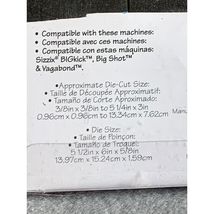 • Compatible with these machines:
• Compatible avec ces machines:
• Compatible con estas máquinas:
Sizzix® BIGkick™, Big Shot™
& Vagabond™.
• Approximate Die-Cut Size:
• Taille de Découpe Approximatif:
• Tamaño de Corte Aproximado:
3/8in x 3/8in to 5 1/4in x 3in
0.96cm x 0.96cm to 13.34cm x 7.62cm
Manu
• Die Size:
• Taille de Poinçon:
• Tamaño de Troquel:
5 1/2in x 6in x 5/8in
13.97cm x 15.24cm x 1.59cm